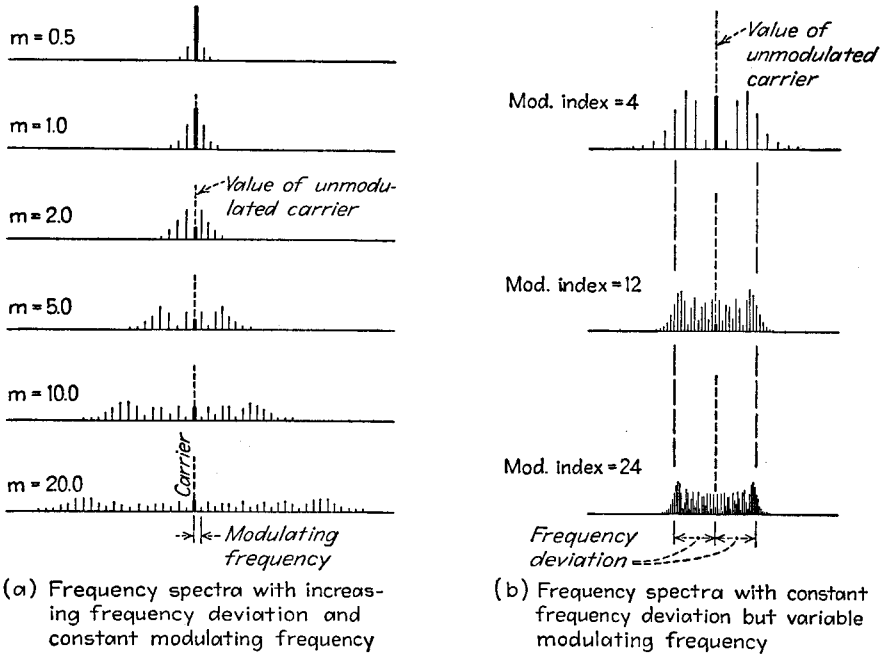 m = 0.5
m = 1.0
Value of unmodu-
lated carrier
m = 2.0
m = 5.0
m = 10.0
m = 20.0
Carrier
Modulating
frequency
(a) Frequency spectra with increas-
ing frequency deviation and
constant modulating frequency
Value of
unmodulated
carrier
Mod. index = 4
Mod. index = 12
Mod. index = 24
Frequency
deviation
(b) Frequency spectra with constant
frequency deviation but variable
modulating frequency